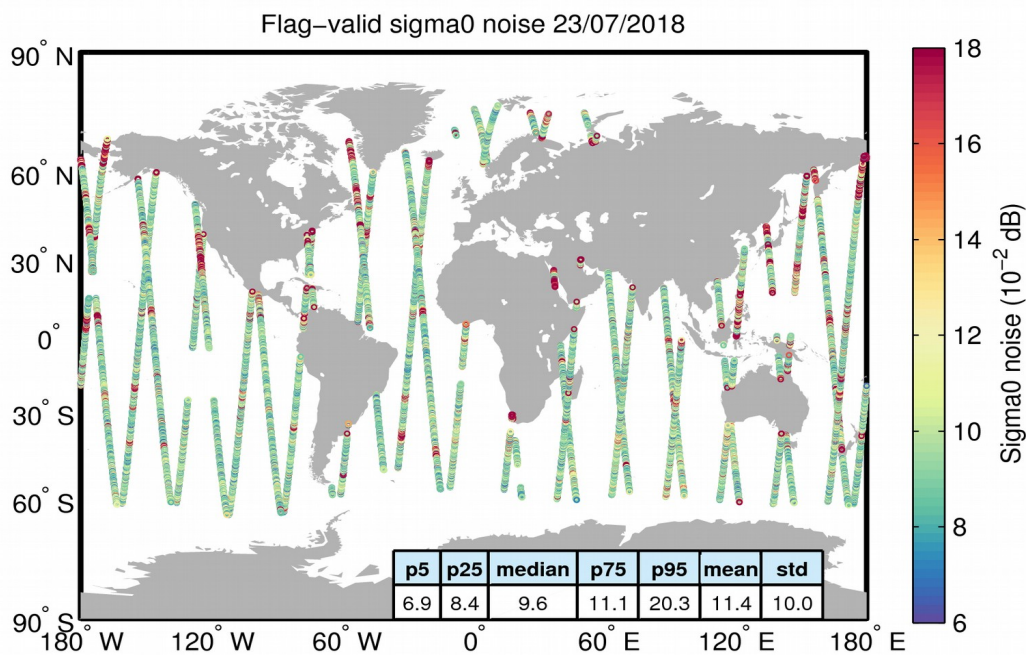 Flag−valid sigma0 noise 23/07/2018
90° N
60° N
30° N
0°
30° S
60° S
90° S
180° W
120° W
60° W
0°
60° E
120° E
180° E
p5 p25 median p75 p95 mean std
6.9 8.4 9.6 11.1 20.3 11.4 10.0
18
16
14
12
10
8
6
Sigma0 noise (10⁻² dB)